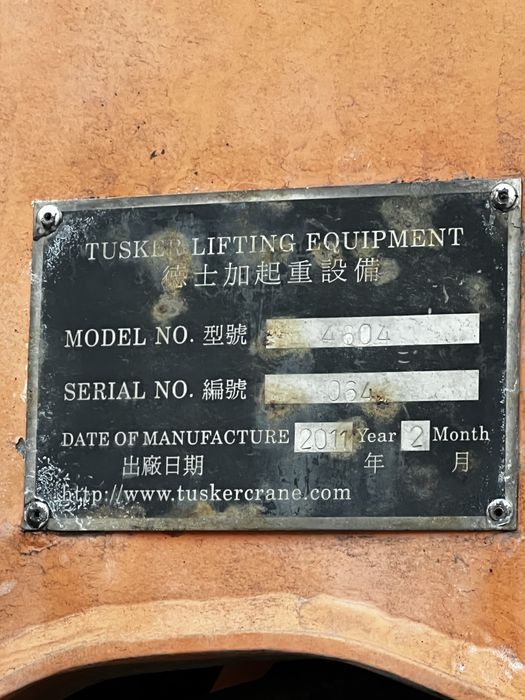 TUSKER LIFTING EQUIPMENT
德士加起重設備
MODEL NO. 型號 4604
SERIAL NO. 編號 064
DATE OF MANUFACTURE 2011 Year 2 Month
出廠日期 年 月
http://www.tuskercrane.com